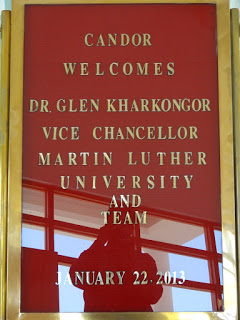 CANDOR
WELCOMES
DR. GLEN KHARKONGOR
VICE CHANCELLOR
MARTIN LUTHER
UNIVERSITY
AND
TEAM
JANUARY 22.2013